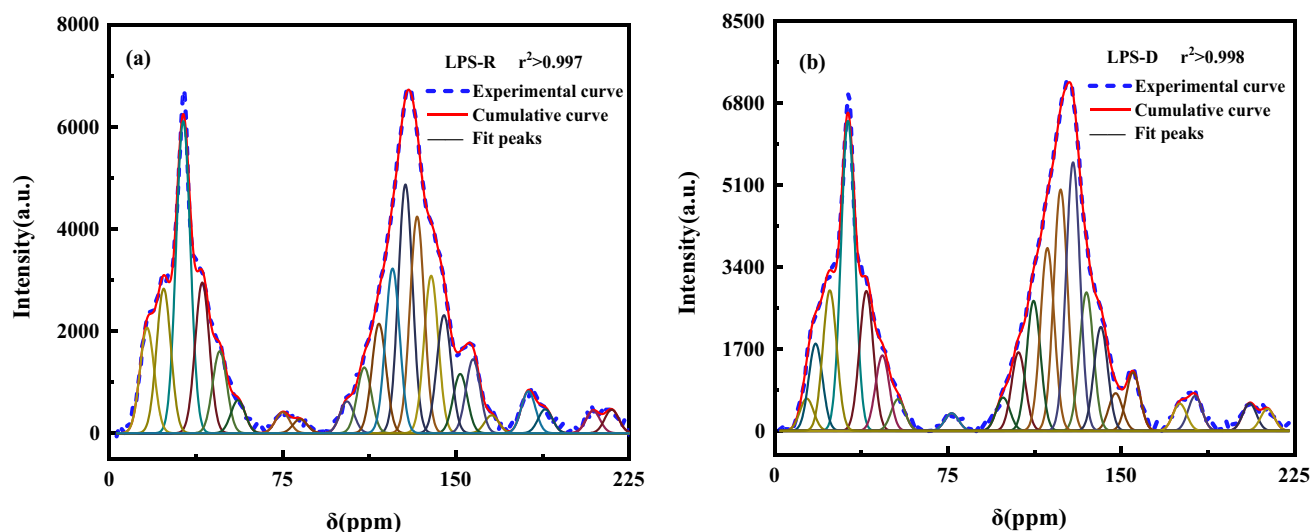 8000
(a)
LPS-R r²>0.997
Experimental curve
Cumulative curve
Fit peaks
6000
4000
2000
0
Intensity(a.u.)
0 75 150 225
δ(ppm)
8500
(b)
LPS-D r²>0.998
Experimental curve
Cumulative curve
Fit peaks
6800
5100
3400
1700
0
Intensity(a.u.)
0 75 150 225
δ(ppm)